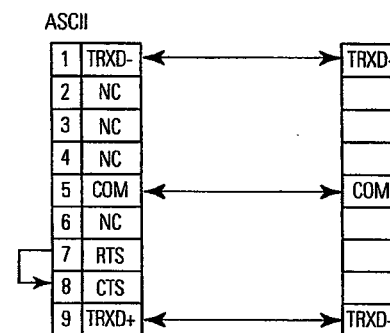 ASCII
1 TRXD- TRXD-
2 NC
3 NC
4 NC
5 COM COM
6 NC
7 RTS
8 CTS
9 TRXD+